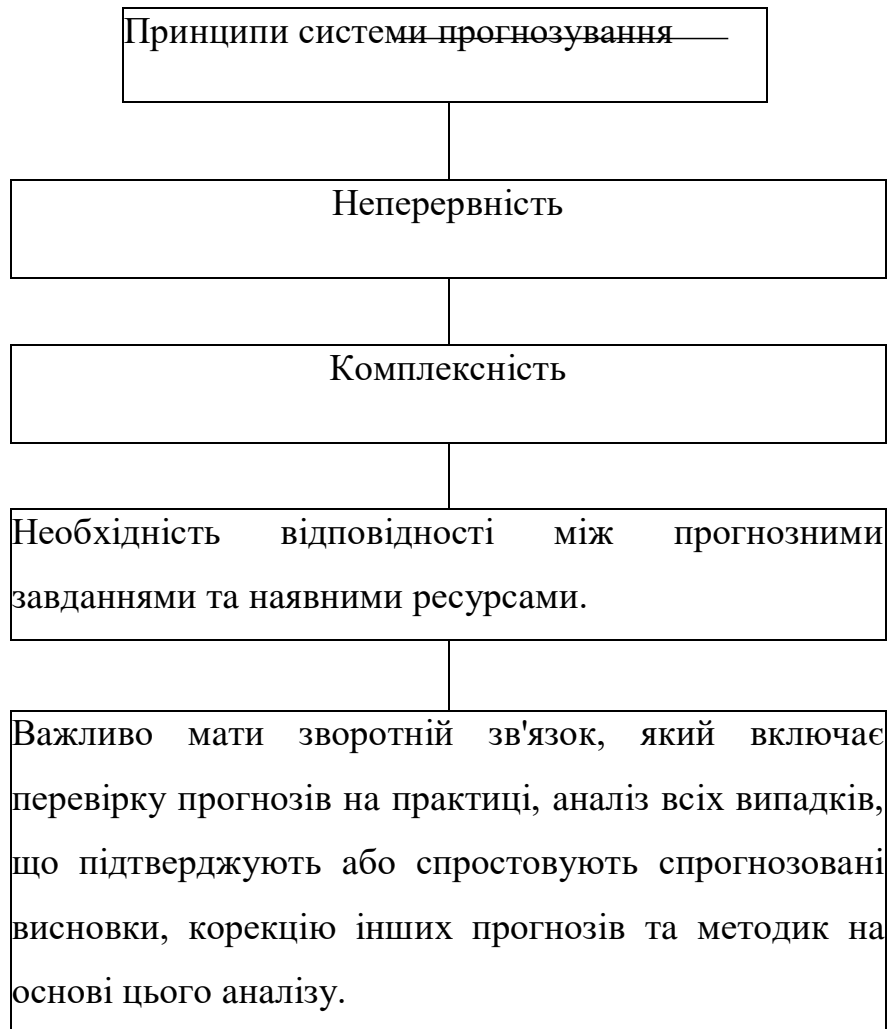 Принципи системи прогнозування
Неперервність
Комплексність
Необхідність відповідності між прогнозними
завданнями та наявними ресурсами.
Важливо мати зворотній зв'язок, який включає
перевірку прогнозів на практиці, аналіз всіх випадків,
що підтверджують або спростовують спрогнозовані
висновки, корекцію інших прогнозів та методик на
основі цього аналізу.